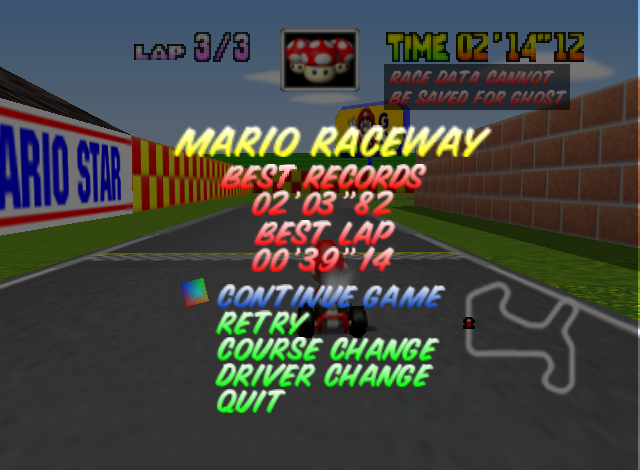 LAP 3/3
TIME 02'14"12
RACE DATA CANNOT
BE SAVED FOR GHOST
G
ARIO STAR
MARIO RACEWAY
BEST RECORDS
02'03"82
BEST LAP
00'39"14
CONTINUE GAME
RETRY
COURSE CHANGE
DRIVER CHANGE
QUIT